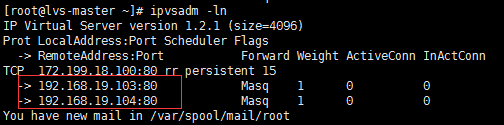 [root@lvs-master ~]# ipvsadm -ln
IP Virtual Server version 1.2.1 (size=4096)
Prot LocalAddress:Port Scheduler Flags
  -> RemoteAddress:Port           Forward Weight ActiveConn InActConn
TCP  172.199.18.100:80 rr persistent 15
  -> 192.168.19.103:80            Masq    1      0          0
  -> 192.168.19.104:80            Masq    1      0          0
You have new mail in /var/spool/mail/root